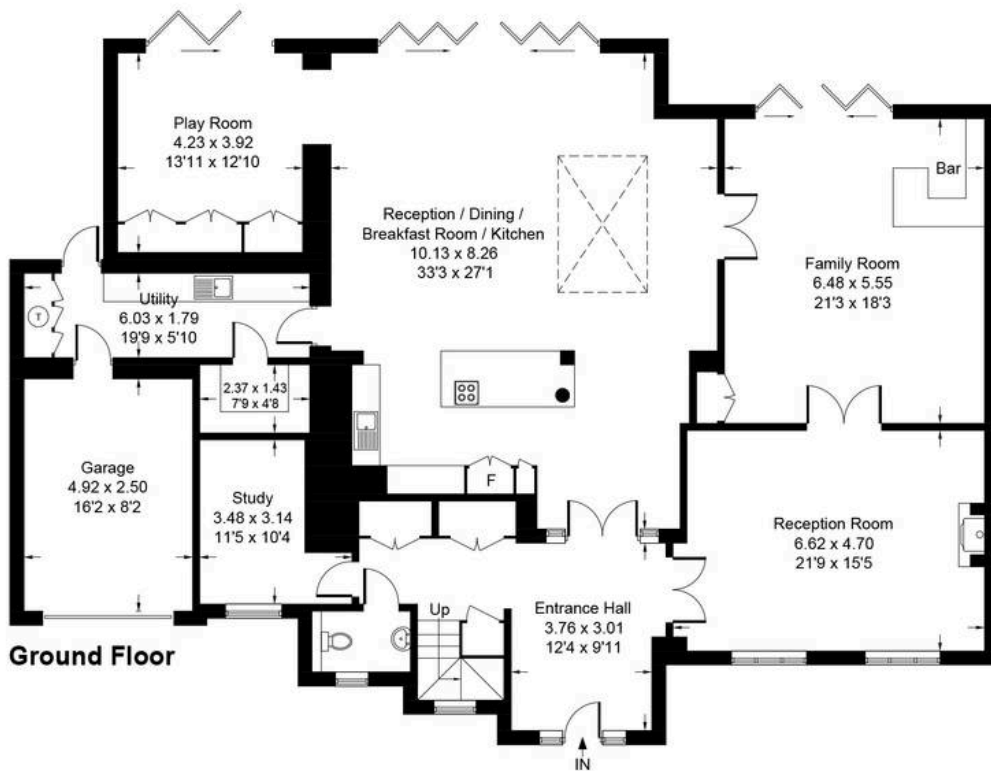 Play Room
4.23 x 3.92
13'11 x 12'10
Bar
Reception / Dining /
Breakfast Room / Kitchen
10.13 x 8.26
33'3 x 27'1
Family Room
6.48 x 5.55
21'3 x 18'3
T
Utility
6.03 x 1.79
19'9 x 5'10
2.37 x 1.43
7'9 x 4'8
Garage
4.92 x 2.50
16'2 x 8'2
Study
3.48 x 3.14
11'5 x 10'4
F
Reception Room
6.62 x 4.70
21'9 x 15'5
Up
Entrance Hall
3.76 x 3.01
12'4 x 9'11
Ground Floor
IN